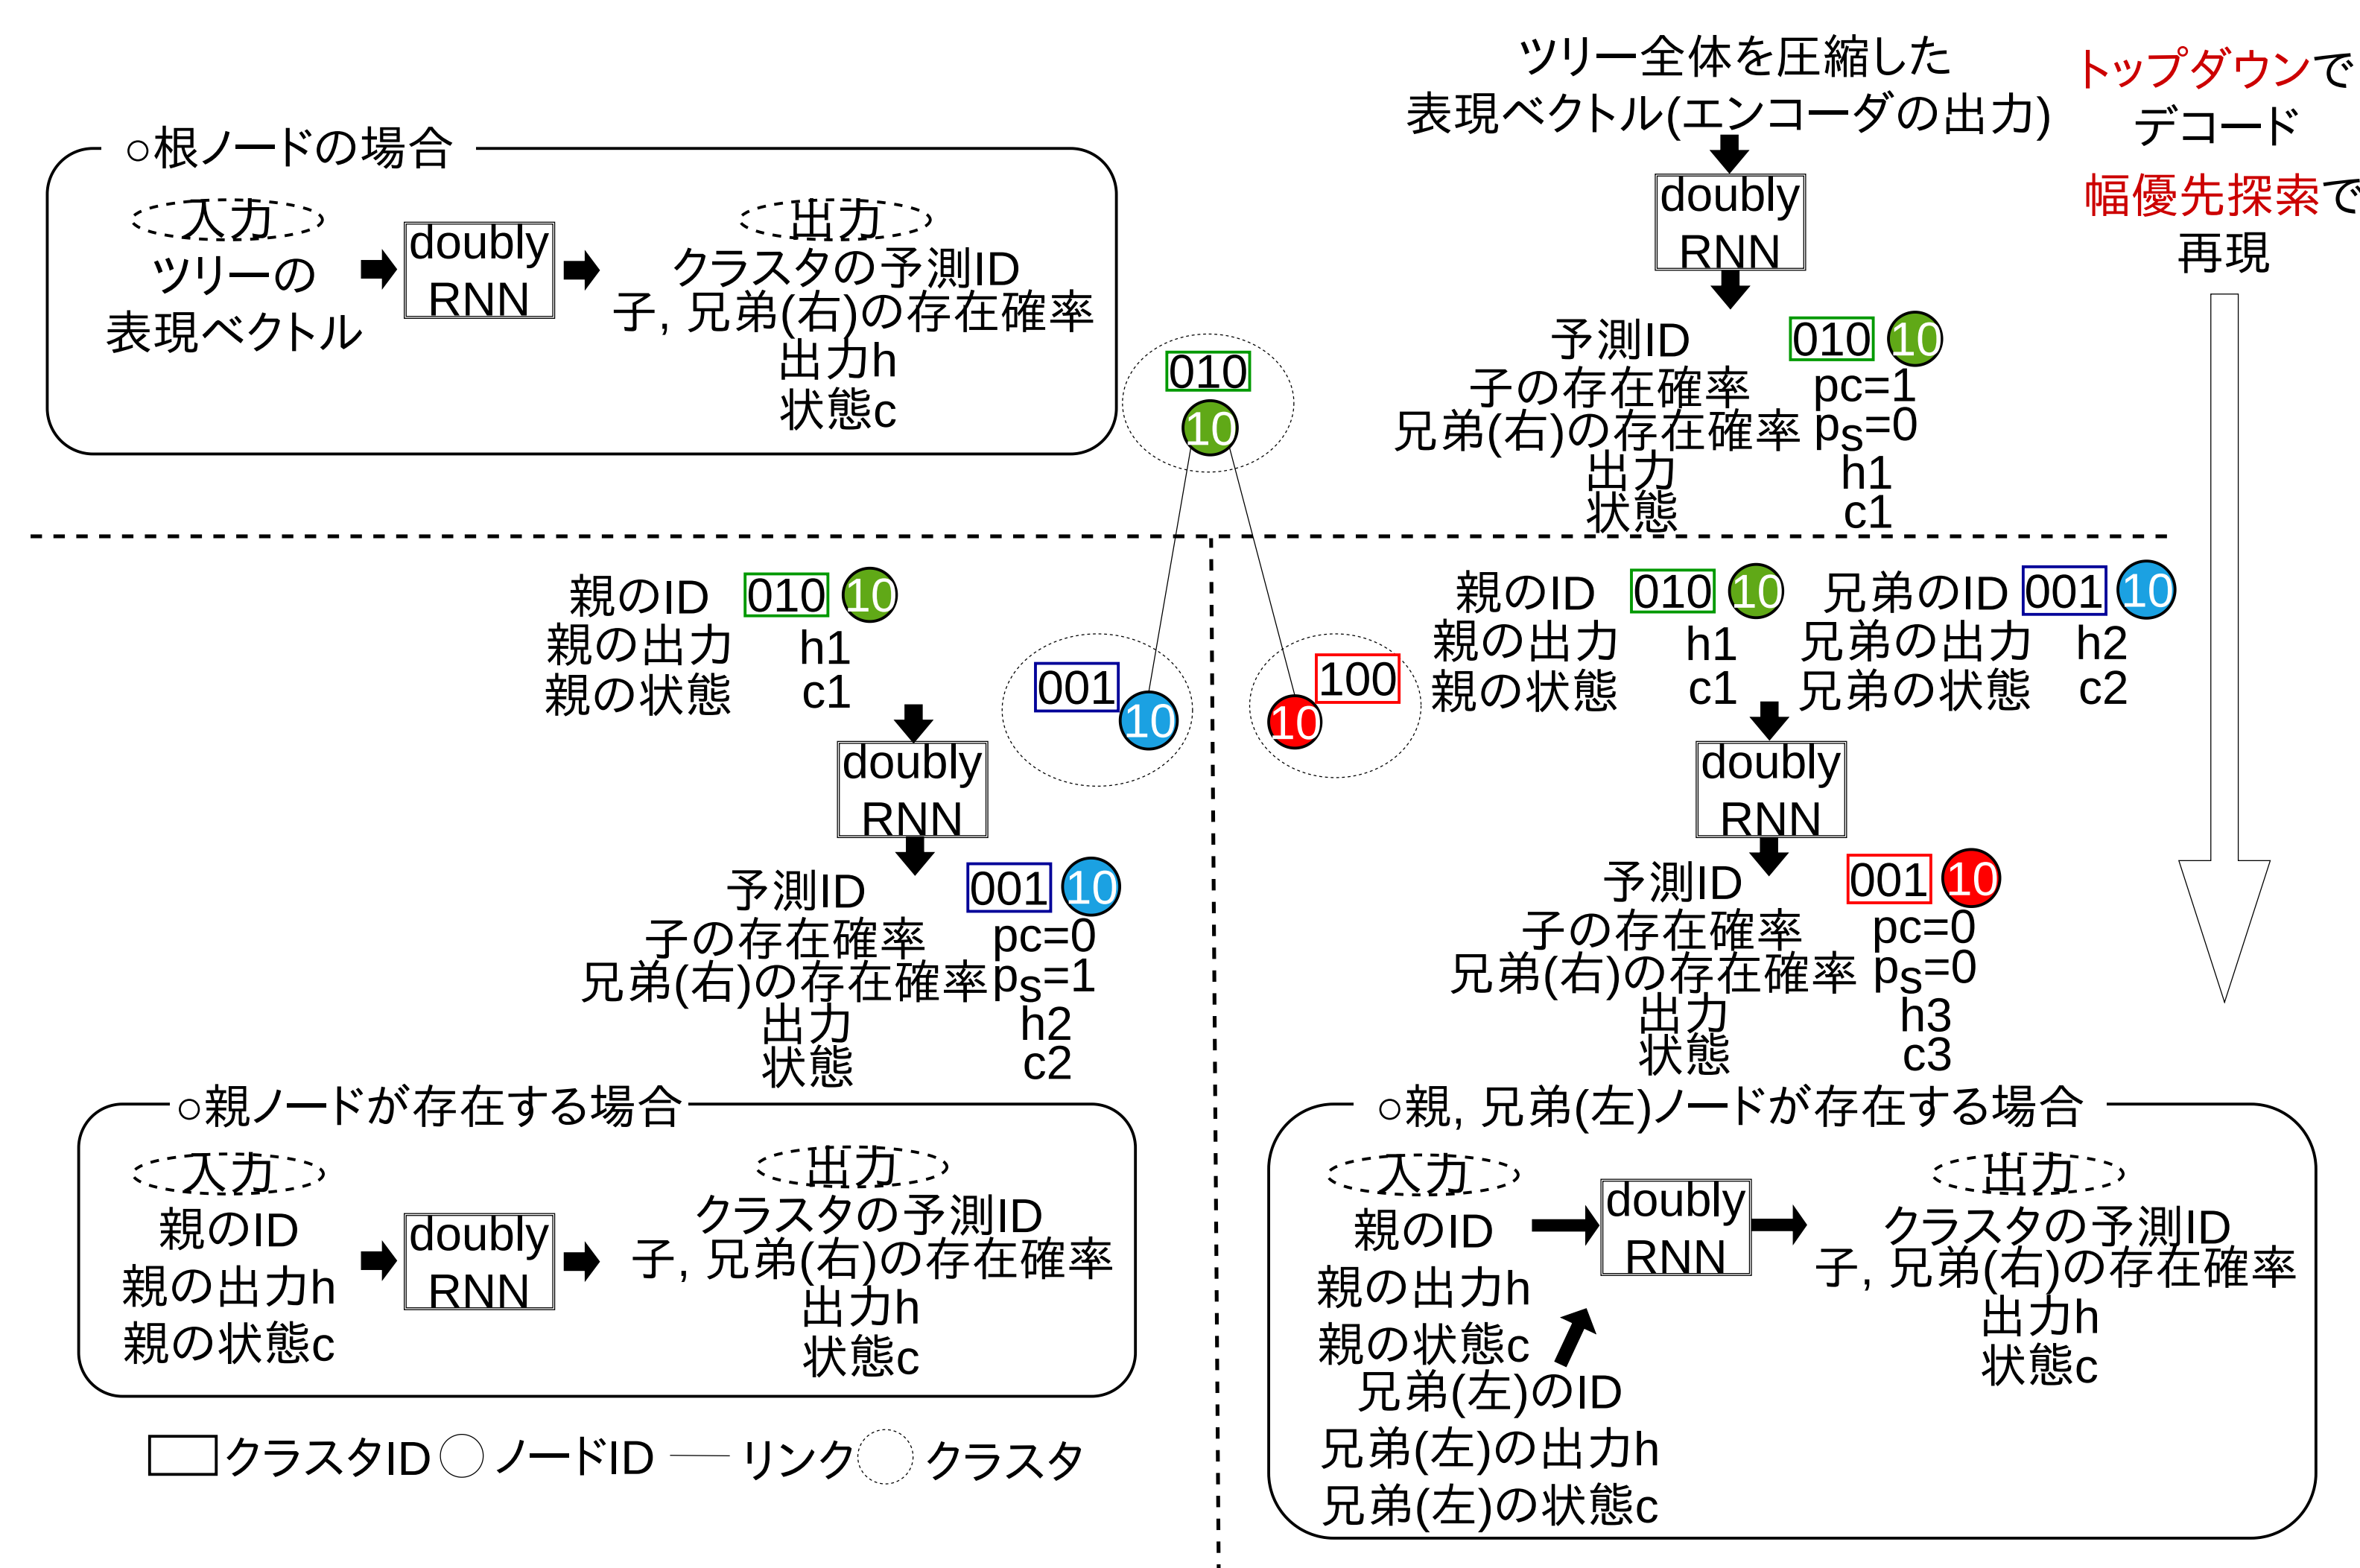 ツリー全体を圧縮した
表現ベクトル(エンコーダの出力)
doubly
RNN
トップダウンで
デコード
幅優先探索で
再現
○根ノードの場合
入力
ツリーの
表現ベクトル
doubly
RNN
出力
クラスタの予測ID
子, 兄弟(右)の存在確率
出力h
状態c
010
10
予測ID 010 10
子の存在確率 pc=1
兄弟(右)の存在確率 ps=0
出力 h1
状態 c1
親のID 010 10
親の出力 h1
親の状態 c1
doubly
RNN
001
10
100
10
予測ID 001 10
子の存在確率 pc=0
兄弟(右)の存在確率 ps=1
出力 h2
状態 c2
親のID 010 10 兄弟のID 001 10
親の出力 h1 兄弟の出力 h2
親の状態 c1 兄弟の状態 c2
doubly
RNN
予測ID 001 10
子の存在確率 pc=0
兄弟(右)の存在確率 ps=0
出力 h3
状態 c3
○親ノードが存在する場合
入力
親のID
親の出力h
親の状態c
doubly
RNN
出力
クラスタの予測ID
子, 兄弟(右)の存在確率
出力h
状態c
○親, 兄弟(左)ノードが存在する場合
入力
親のID
親の出力h
親の状態c
兄弟(左)のID
兄弟(左)の出力h
兄弟(左)の状態c
doubly
RNN
出力
クラスタの予測ID
子, 兄弟(右)の存在確率
出力h
状態c
クラスタID ノードID リンク クラスタ